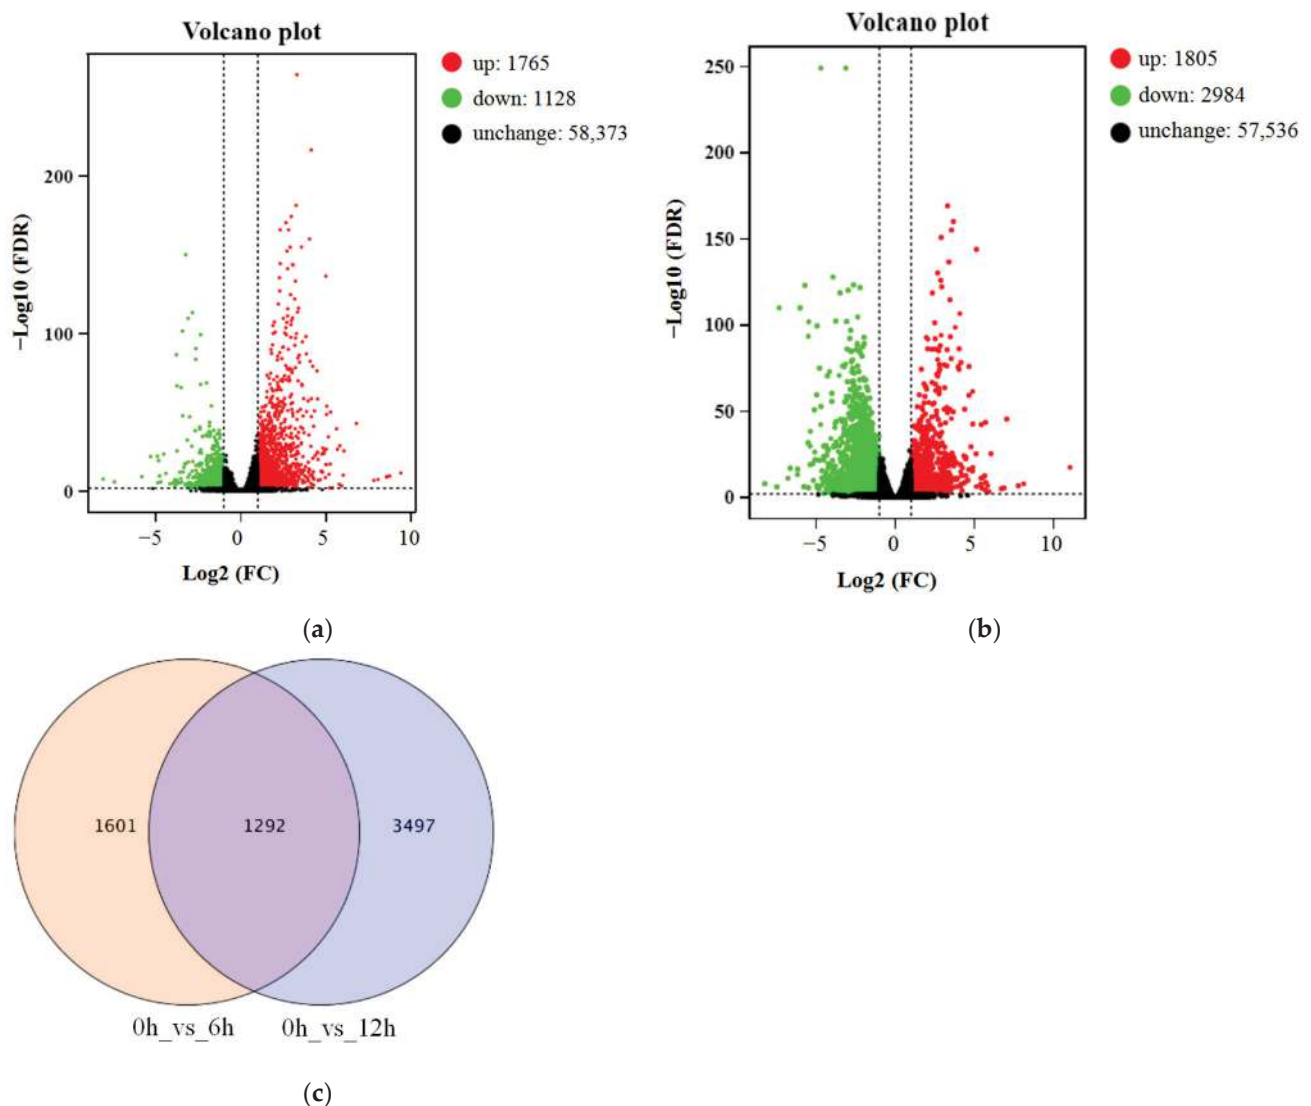 Volcano plot
up: 1765
down: 1128
unchange: 58,373
200
100
0
−Log10 (FDR)
−5 0 5 10
Log2 (FC)
(a)
Volcano plot
up: 1805
down: 2984
unchange: 57,536
250
200
150
100
50
0
−Log10 (FDR)
−5 0 5 10
Log2 (FC)
(b)
1601 1292 3497
0h_vs_6h 0h_vs_12h
(c)